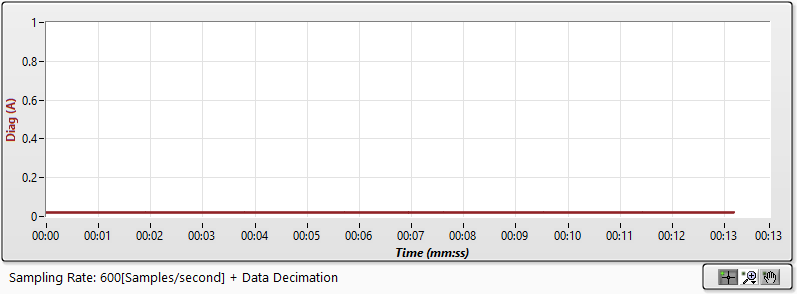 Diag (A)
1
0.8
0.6
0.4
0.2
0
00:00 00:01 00:02 00:03 00:04 00:05 00:06 00:07 00:08 00:09 00:10 00:11 00:12 00:13 00:13
Time (mm:ss)
Sampling Rate: 600[Samples/second] + Data Decimation